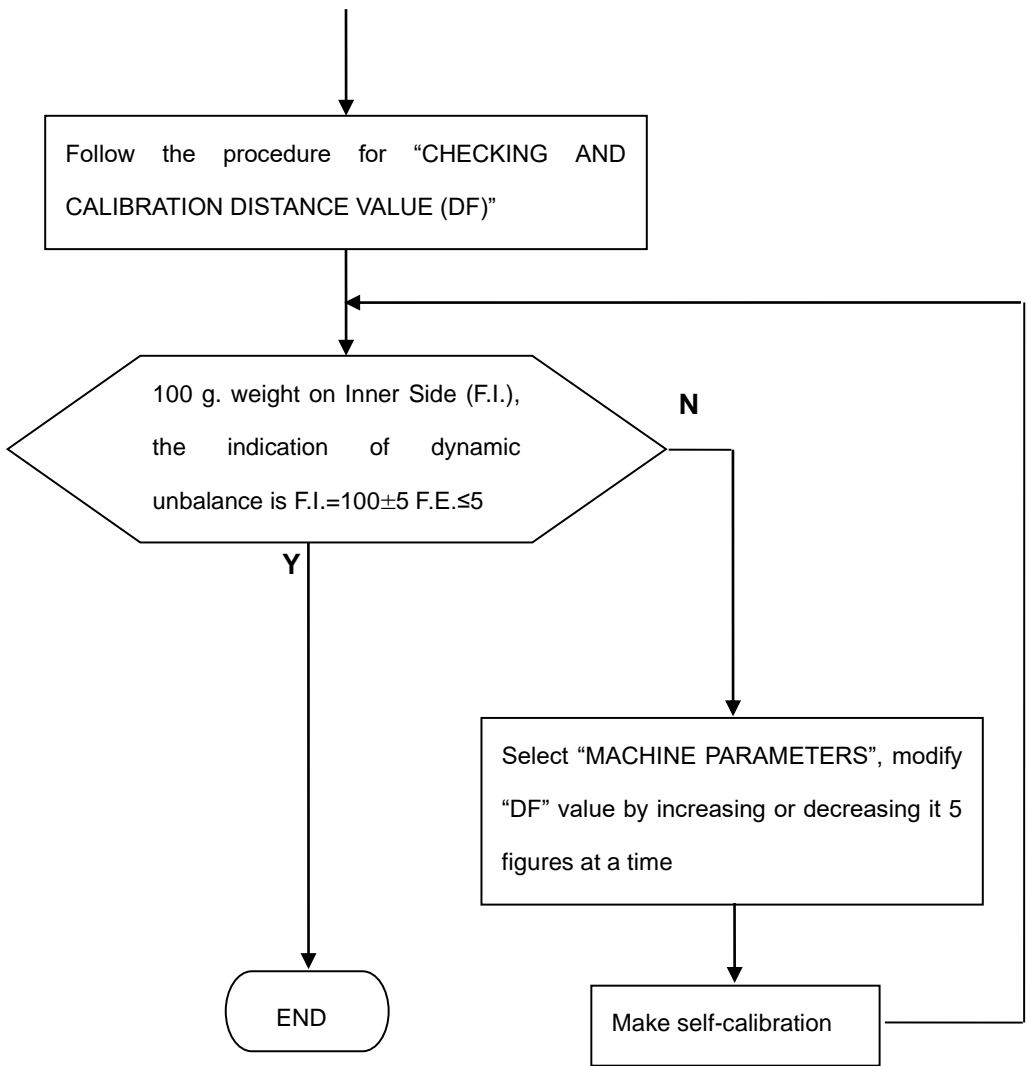 Follow the procedure for “CHECKING AND
CALIBRATION DISTANCE VALUE (DF)”
100 g. weight on Inner Side (F.I.),
the indication of dynamic
unbalance is F.I.=100±5 F.E.≤5
N
Y
Select “MACHINE PARAMETERS”, modify
“DF” value by increasing or decreasing it 5
figures at a time
END
Make self-calibration